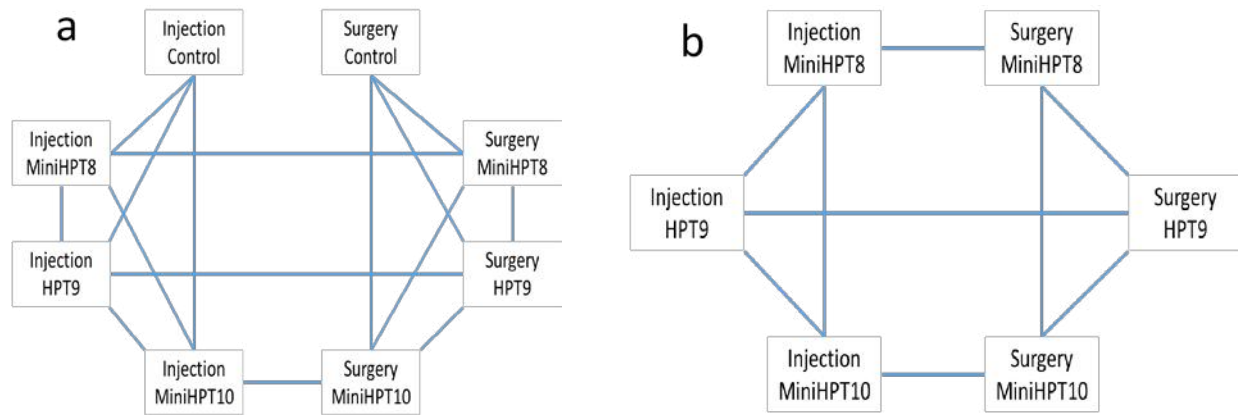 a
Injection
Control
Surgery
Control
Injection
MiniHPT8
Surgery
MiniHPT8
Injection
HPT9
Surgery
HPT9
Injection
MiniHPT10
Surgery
MiniHPT10
b
Injection
MiniHPT8
Surgery
MiniHPT8
Injection
HPT9
Surgery
HPT9
Injection
MiniHPT10
Surgery
MiniHPT10